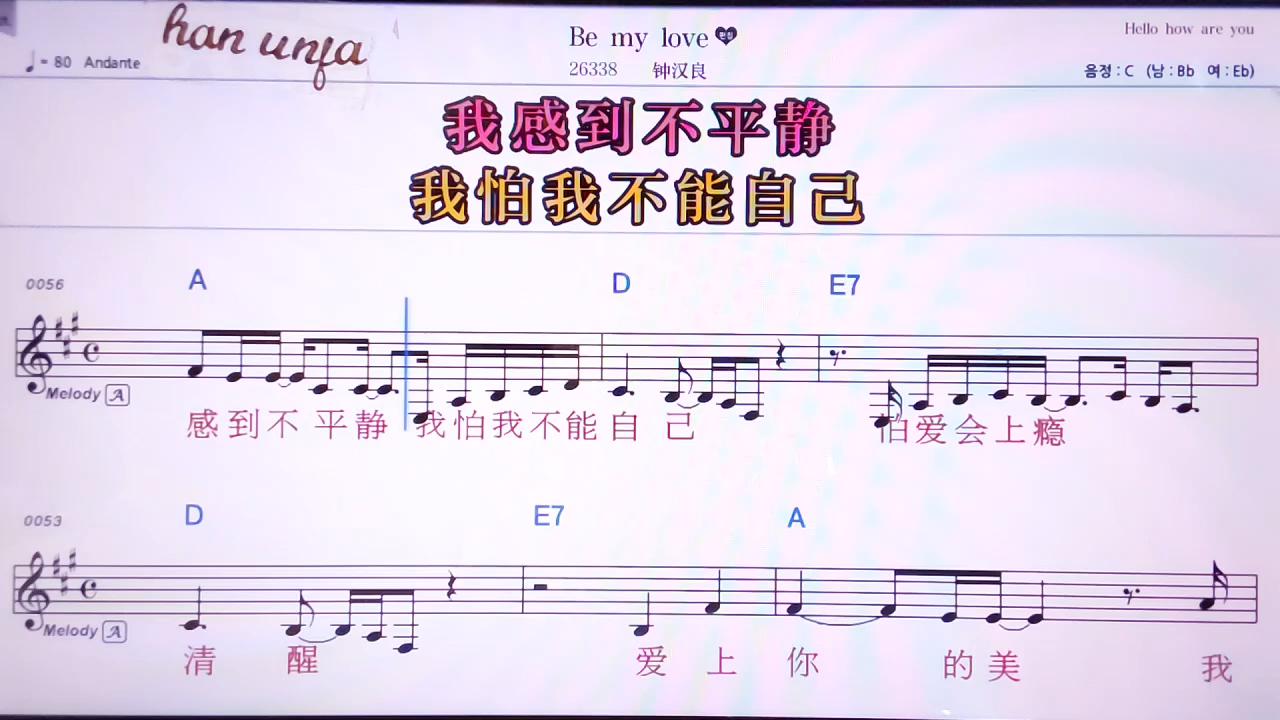 han unfa
Be my love
Hello how are you
= 80 Andante
26338 钟汉良
음정 : C (남 : Bb 여 : Eb)
我感到不平静
我怕我不能自己
0056
A D E7
Melody A
感到不 平静 我怕我不能自 己 怕爱会上瘾
0053
D E7 A
Melody A
清 醒 爱 上 你 的 美 我